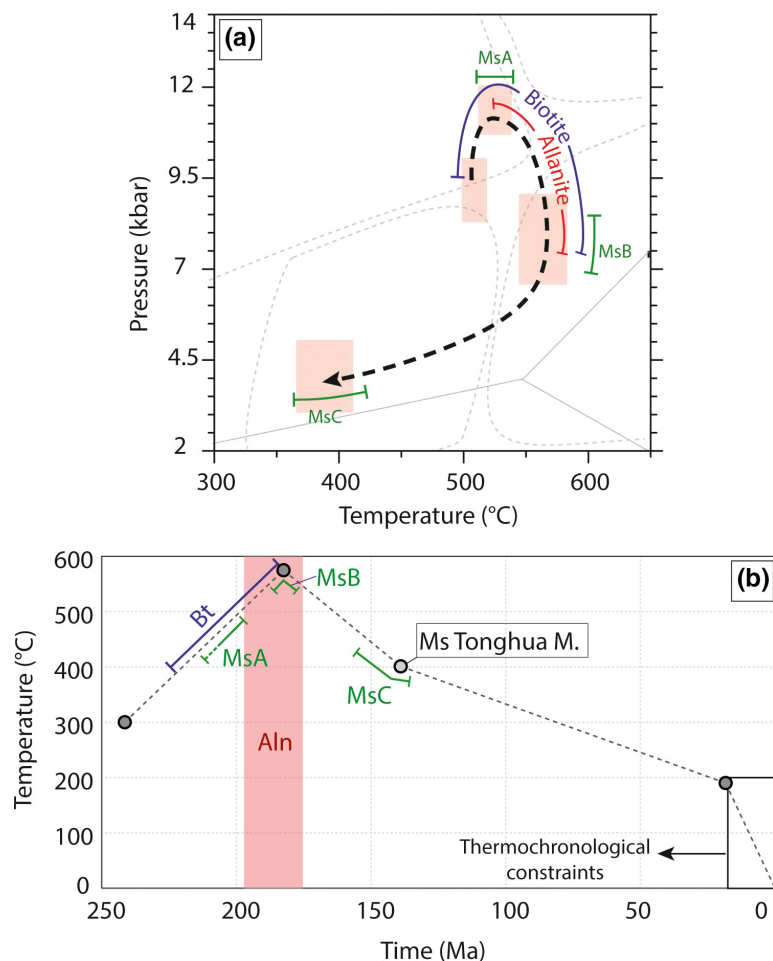 (a)
14
12
9.5
7
4.5
2
Pressure (kbar)
MsA
Biotite
Allanite
MsB
MsC
300
400
500
600
Temperature (°C)
(b)
600
500
400
300
200
100
0
Temperature (°C)
Bt
MsA
MsB
Ms Tonghua M.
MsC
Aln
Thermochronological
constraints
250
200
150
100
50
0
Time (Ma)